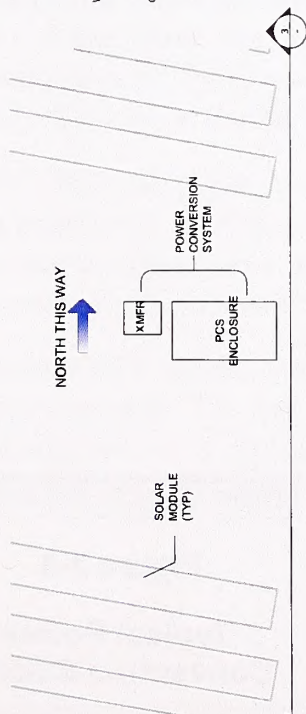 NORTH THIS WAY
XMFR
PCS
ENCLOSURE
POWER
CONVERSION
SYSTEM
SOLAR
MODULE
(TYP)
3
-